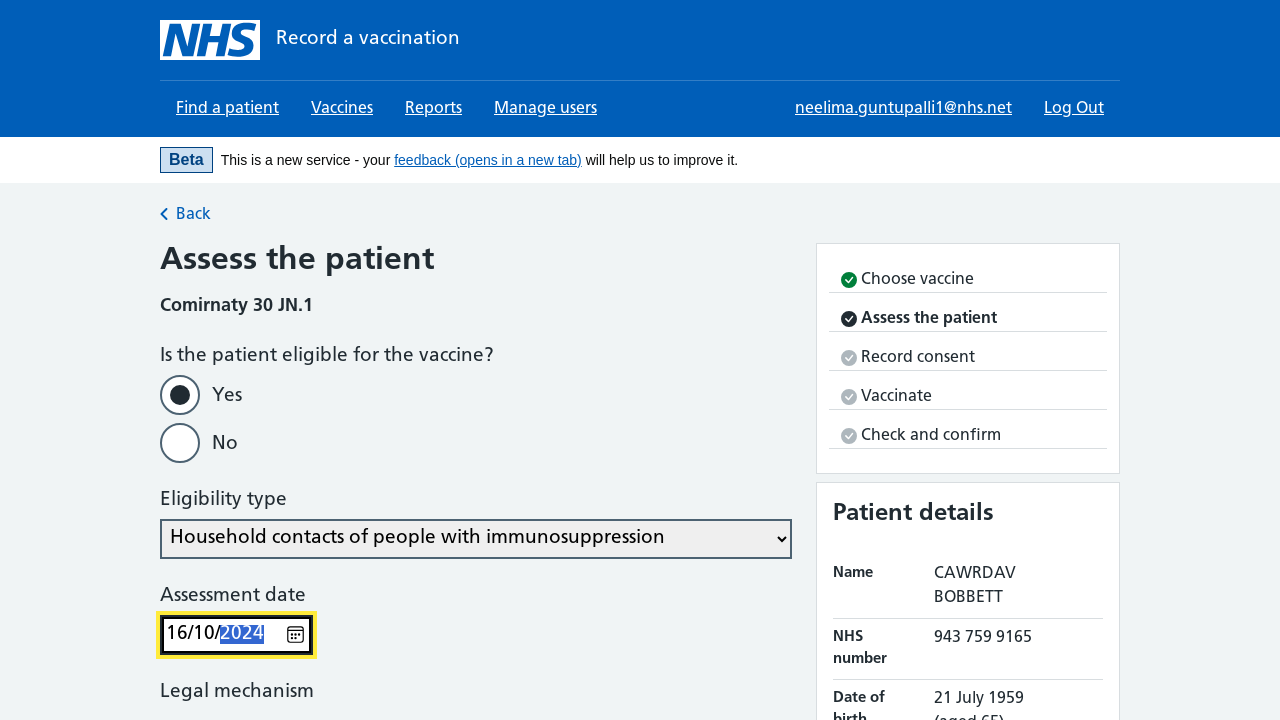 NHS Record a vaccination
Find a patient Vaccines Reports Manage users neelima.guntupalli1@nhs.net Log Out
Beta This is a new service - your feedback (opens in a new tab) will help us to improve it.
Back
Assess the patient
Comirnaty 30 JN.1
Is the patient eligible for the vaccine?
Yes
No
Eligibility type
Household contacts of people with immunosuppression
Assessment date
16/10/2024
Legal mechanism
Choose vaccine
Assess the patient
Record consent
Vaccinate
Check and confirm
Patient details
Name CAWRDAV
BOBBETT
NHS 943 759 9165
number
Date of 21 July 1959
birth (aged 65)